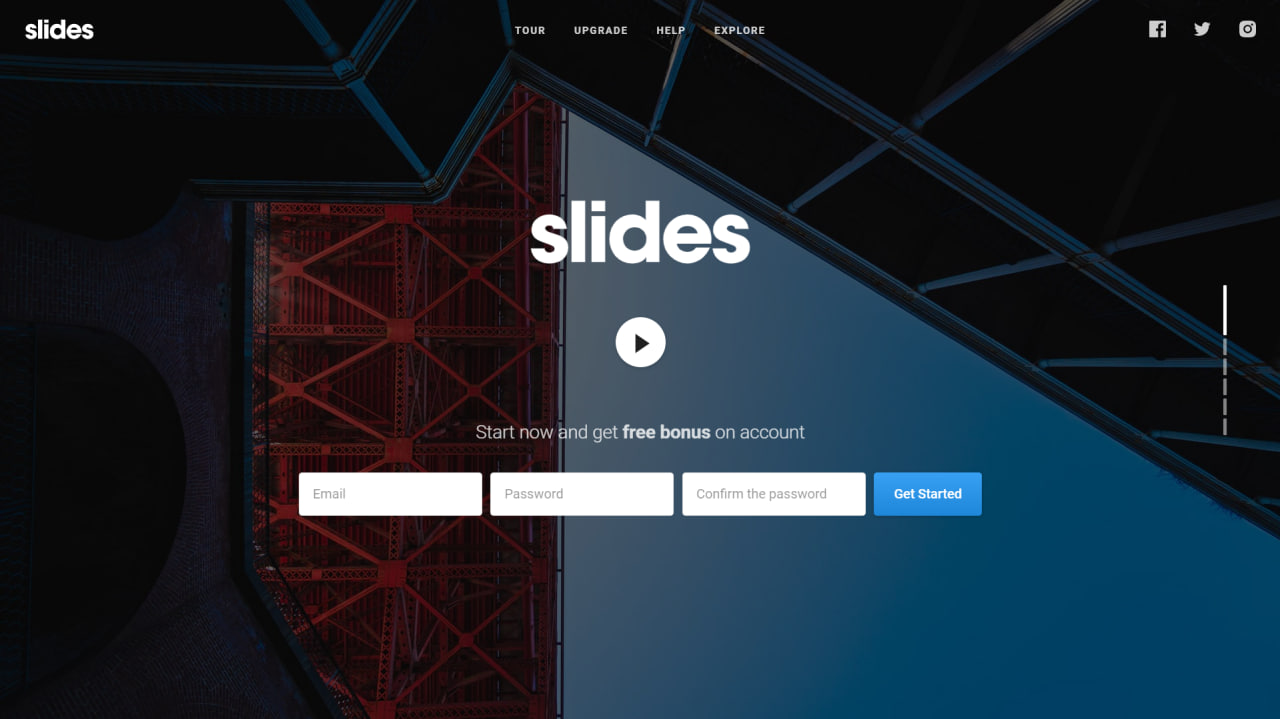 slides
TOUR UPGRADE HELP EXPLORE
slides
Start now and get free bonus on account
Email
Password
Confirm the password
Get Started